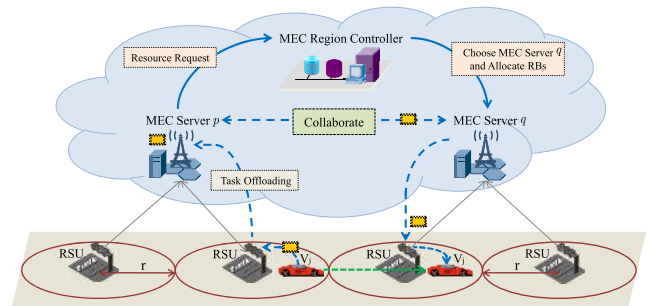 MEC Region Controller
Resource Request
Choose MEC Server q
and Allocate RBs
MEC Server p
Collaborate
MEC Server q
Task Offloading
RSU
RSU
Vj
RSU
Vj
RSU
r
r